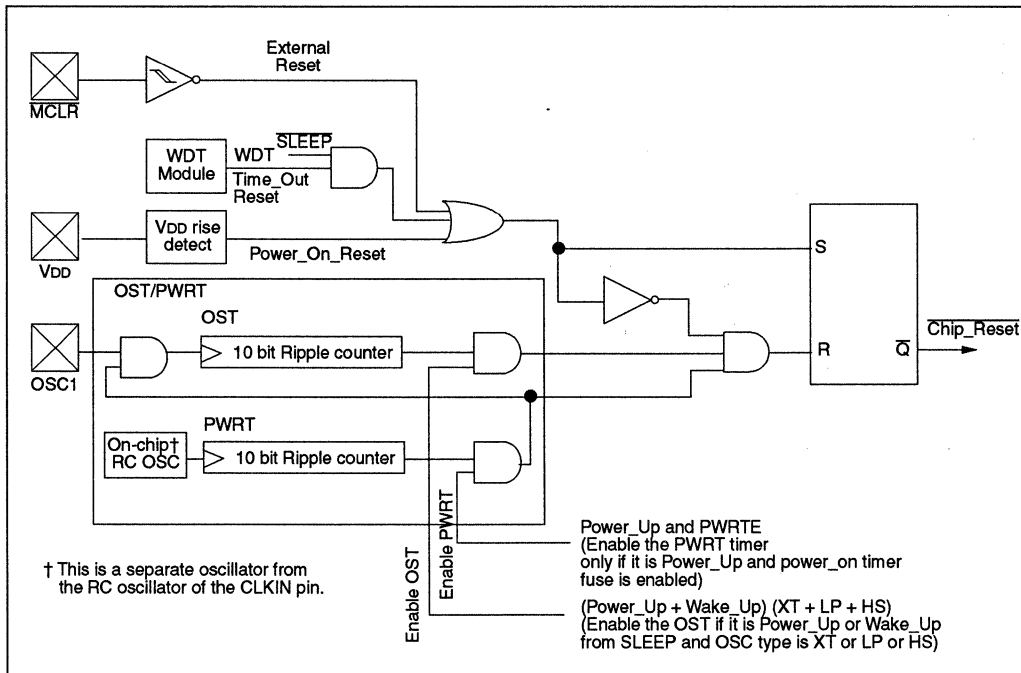 External
Reset
MCLR
SLEEP
WDT
Module
WDT
Time_Out
Reset
VDD rise
detect
Power_On_Reset
VDD
OST/PWRT
OST
10 bit Ripple counter
OSC1
PWRT
On-chip†
RC OSC
10 bit Ripple counter
S
R
Q
Chip_Reset
Enable OST
Enable PWRT
Power_Up and PWRTE
(Enable the PWRT timer
only if it is Power_Up and power_on timer
fuse is enabled)
(Power_Up + Wake_Up) (XT + LP + HS)
(Enable the OST if it is Power_Up or Wake_Up
from SLEEP and OSC type is XT or LP or HS)
† This is a separate oscillator from
the RC oscillator of the CLKIN pin.